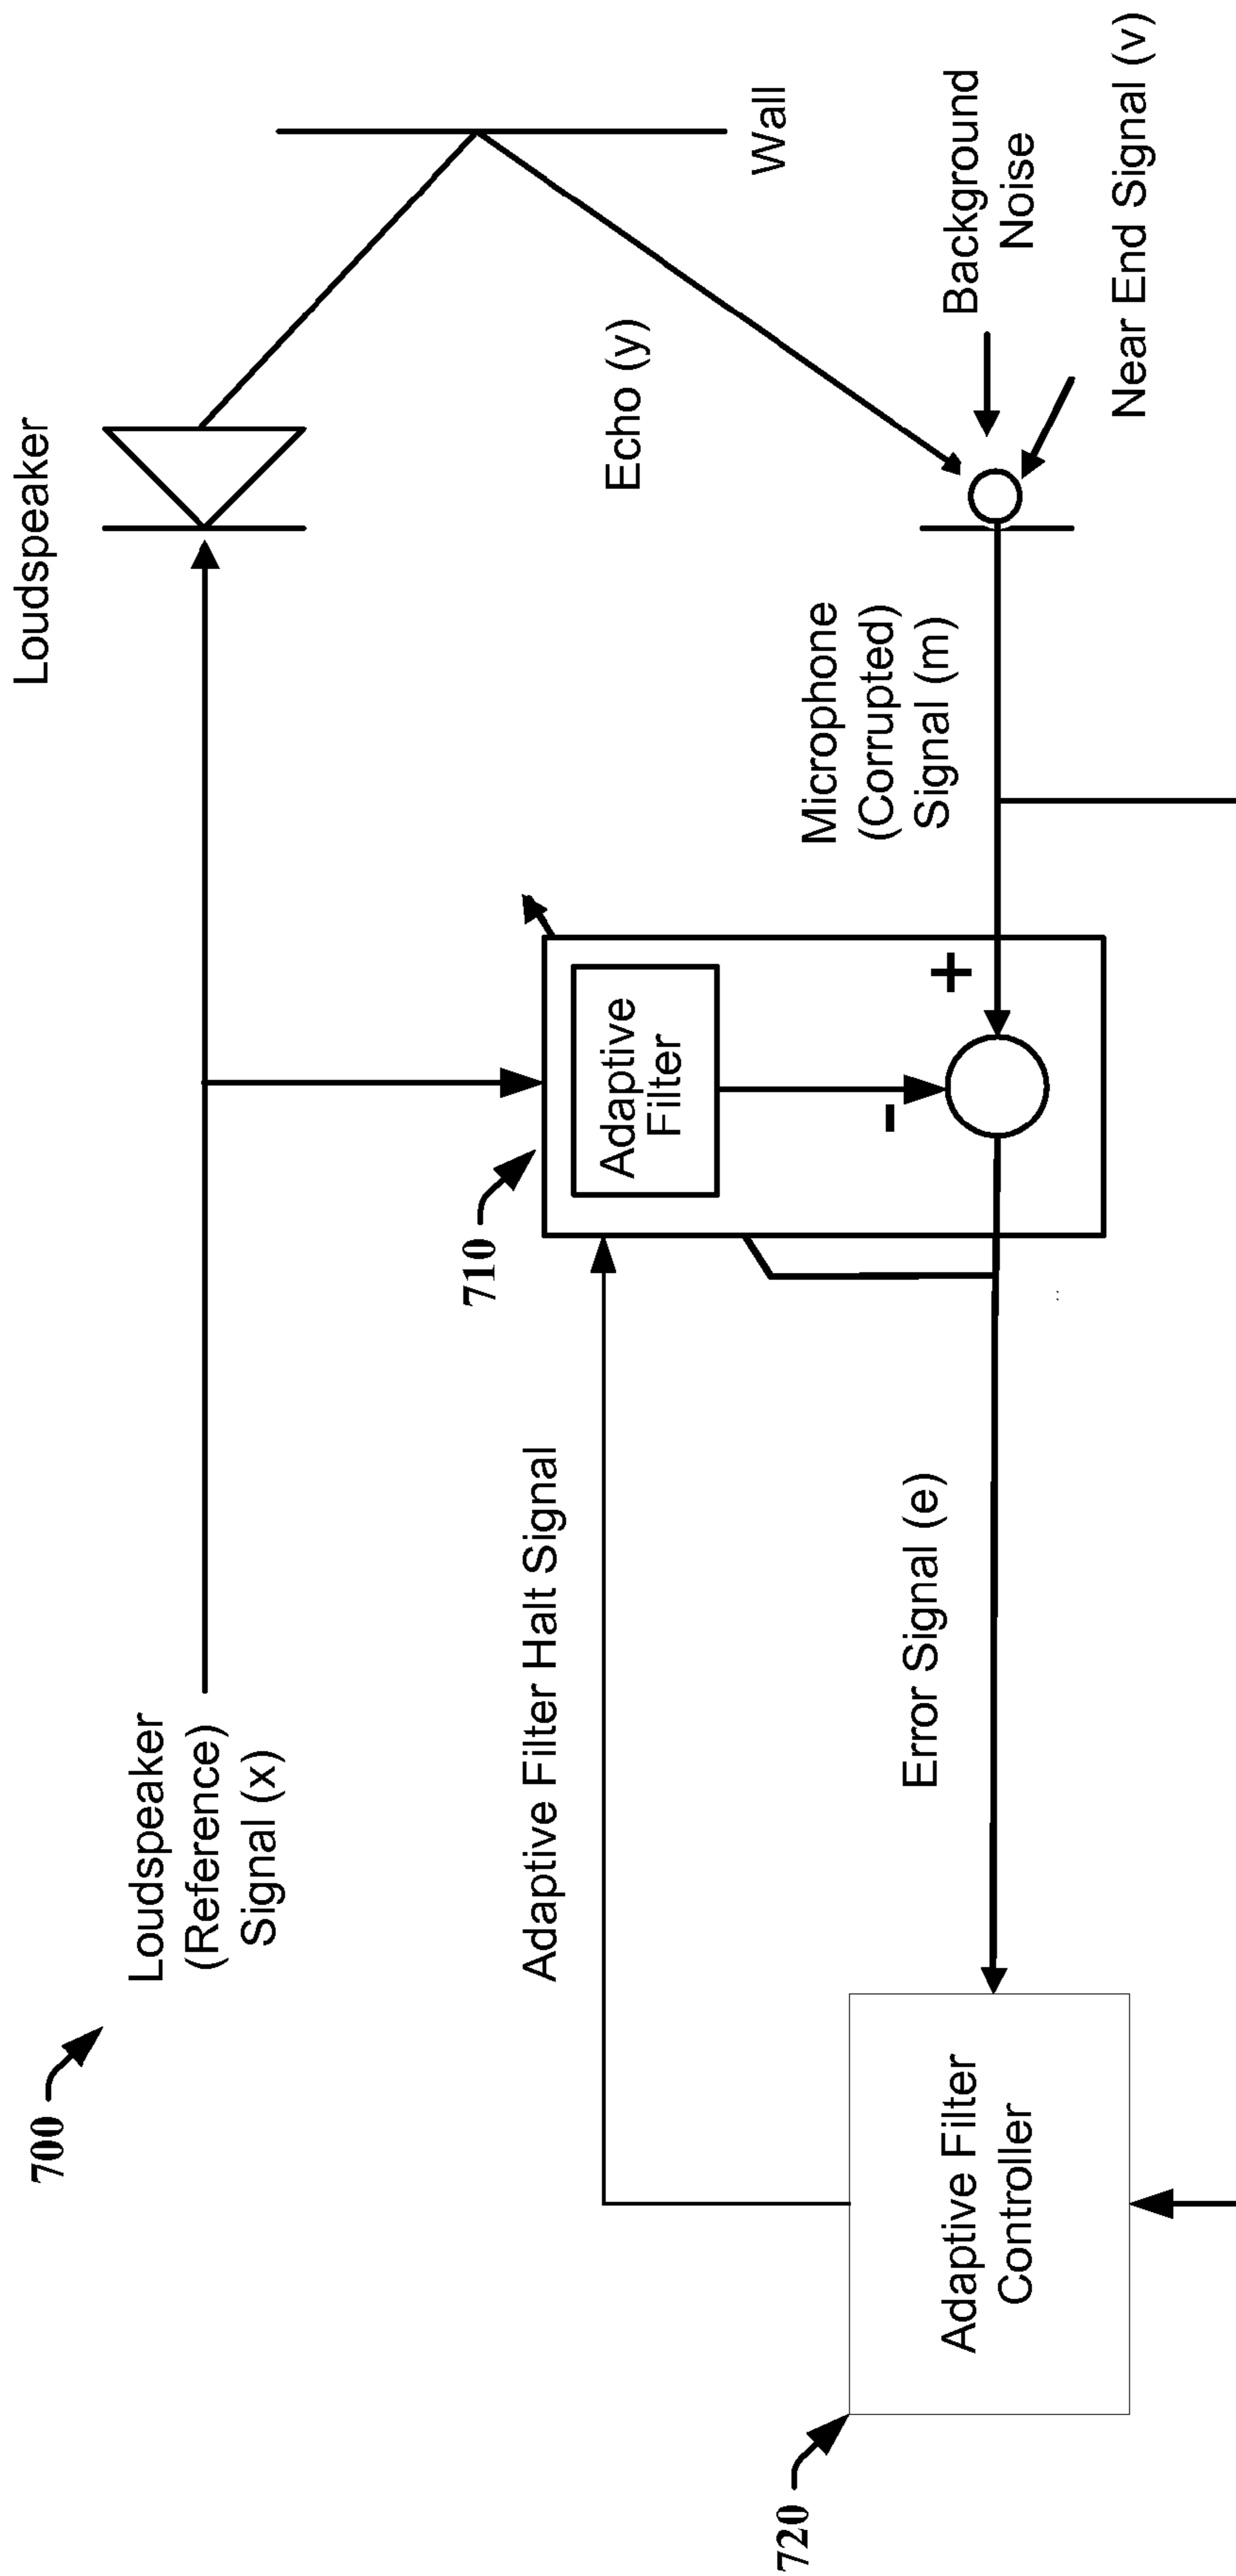 700
Loudspeaker
(Reference)
Signal (x)
Loudspeaker
Wall
Echo (y)
Background
Noise
Near End Signal (v)
Microphone
(Corrupted)
Signal (m)
710
Adaptive
Filter
-
+
Adaptive Filter Halt Signal
Error Signal (e)
Adaptive Filter
Controller
720